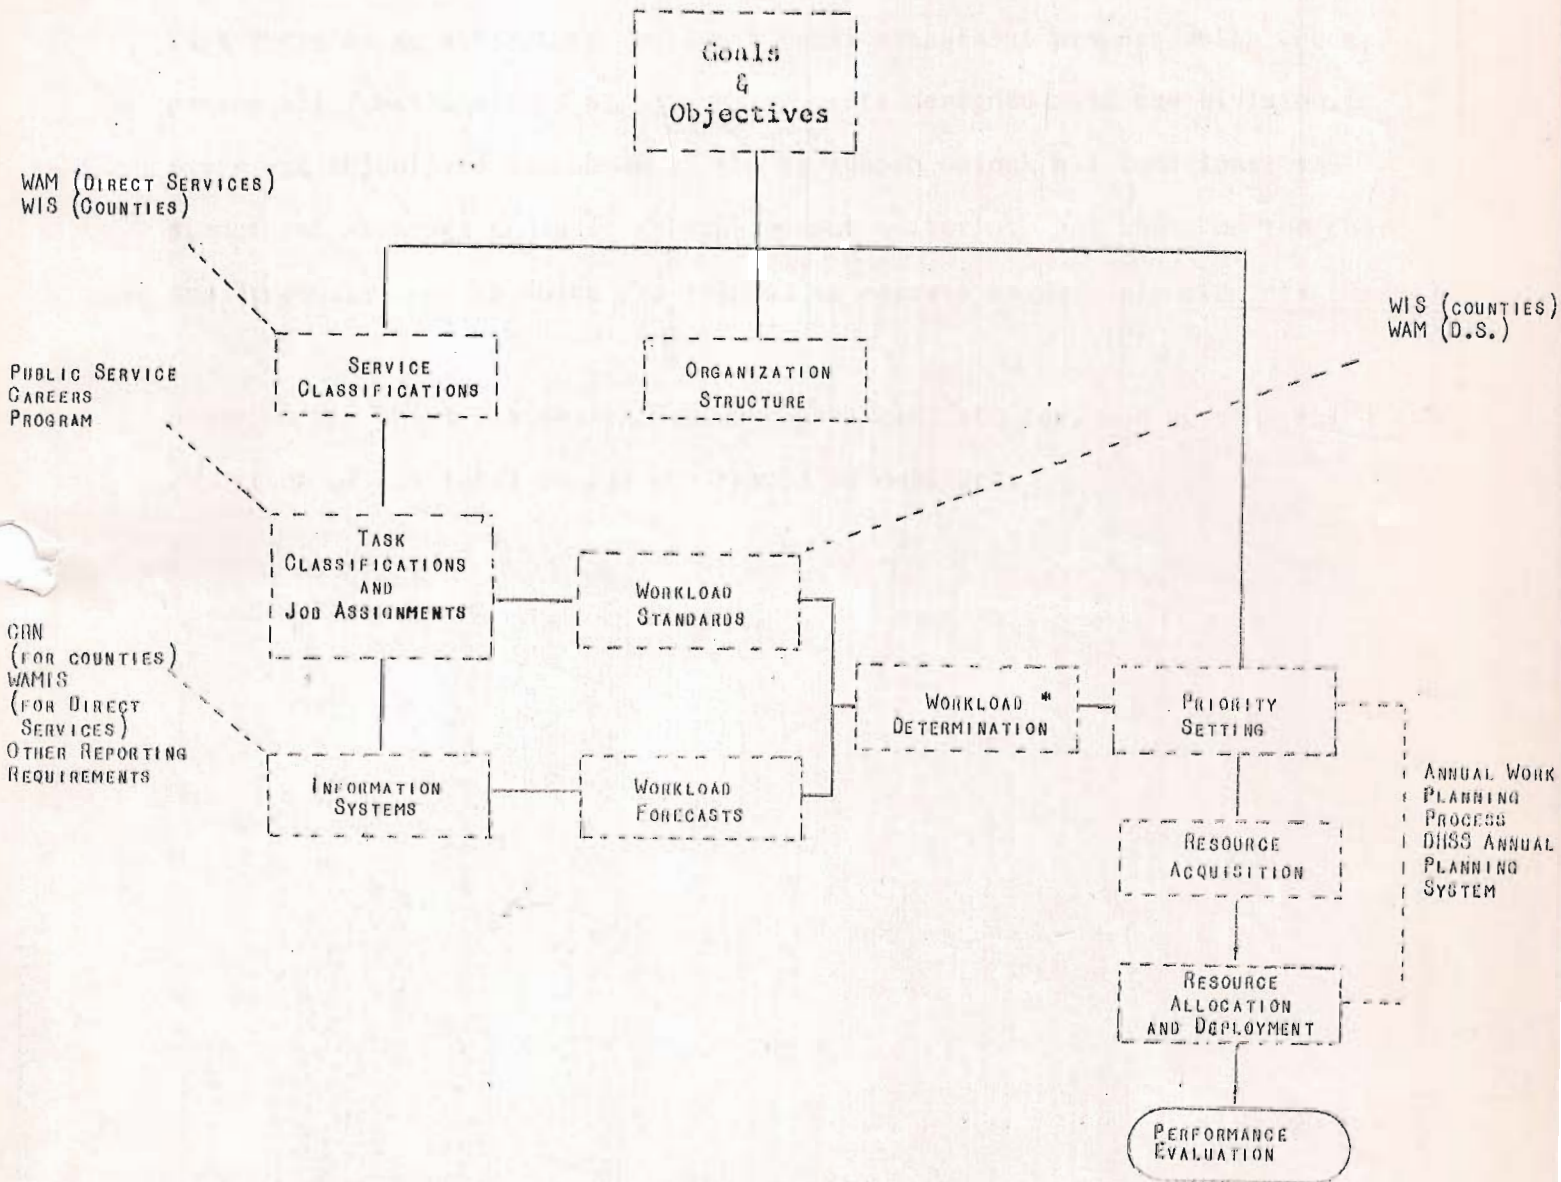 Goals
&
Objectives
WAM (DIRECT SERVICES)
WIS (COUNTIES)
WIS (COUNTIES)
WAM (D.S.)
SERVICE
CLASSIFICATIONS
ORGANIZATION
STRUCTURE
PUBLIC SERVICE
CAREERS
PROGRAM
TASK
CLASSIFICATIONS
AND
JOB ASSIGNMENTS
WORKLOAD
STANDARDS
(FOR COUNTIES)
WAMIS
(FOR DIRECT
SERVICES)
OTHER REPORTING
REQUIREMENTS
WORKLOAD *
DETERMINATION
PRIORITY
SETTING
INFORMATION
SYSTEMS
WORKLOAD
FORECASTS
ANNUAL WORK
PLANNING
PROCESS
DHSS ANNUAL
PLANNING
SYSTEM
RESOURCE
ACQUISITION
RESOURCE
ALLOCATION
AND DEPLOYMENT
PERFORMANCE
EVALUATION